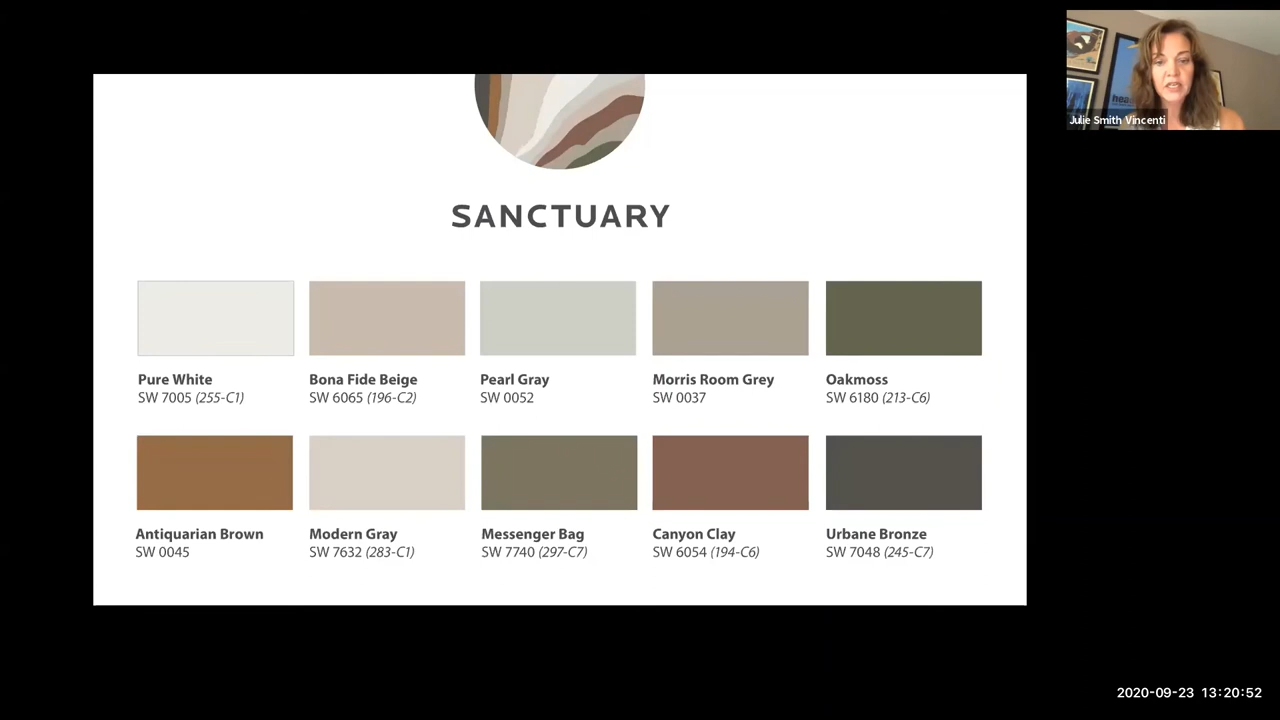 SANCTUARY
Pure White
SW 7005 (255-C1)
Bona Fide Beige
SW 6065 (196-C2)
Pearl Gray
SW 0052
Morris Room Grey
SW 0037
Oakmoss
SW 6180 (213-C6)
Antiquarian Brown
SW 0045
Modern Gray
SW 7632 (283-C1)
Messenger Bag
SW 7740 (297-C7)
Canyon Clay
SW 6054 (194-C6)
Urbane Bronze
SW 7048 (245-C7)
Julie Smith Vincenti
2020-09-23 13:20:52